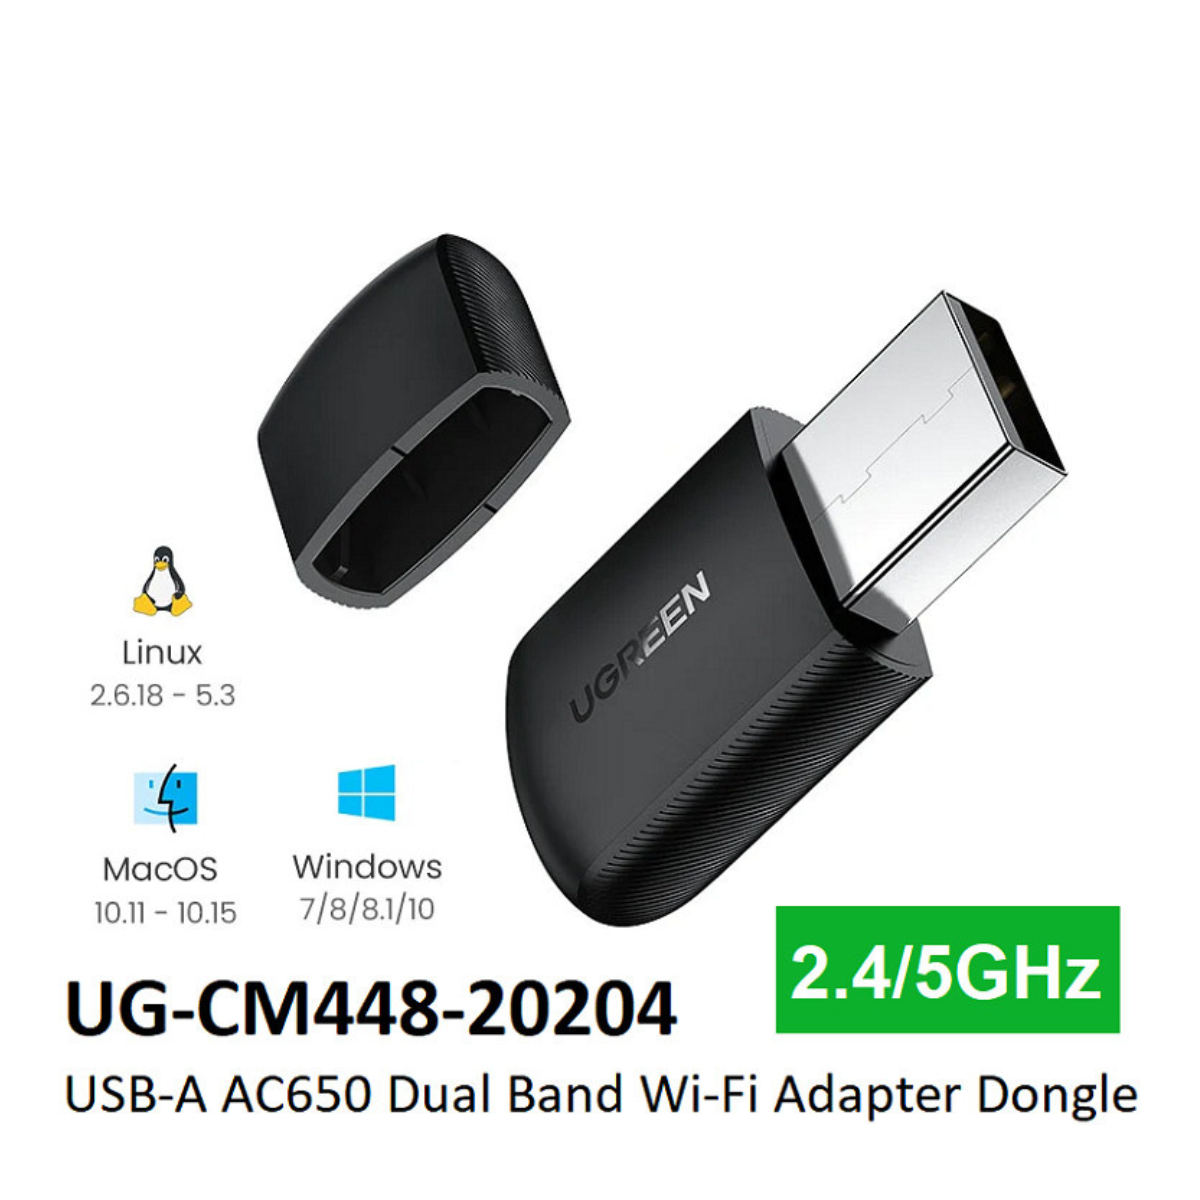 UGREEN
Linux
2.6.18 - 5.3
MacOS
10.11 - 10.15
Windows
7/8/8.1/10
2.4/5GHz
UG-CM448-20204
USB-A AC650 Dual Band Wi-Fi Adapter Dongle